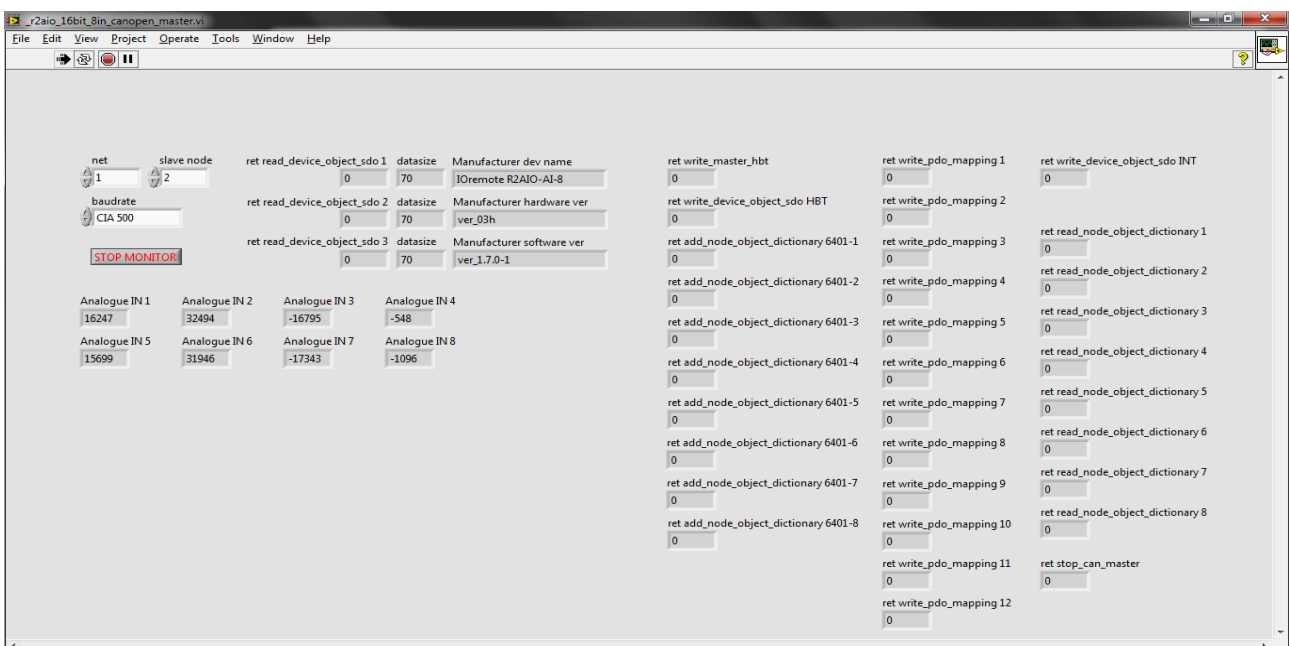 _r2aio_16bit_8in_canopen_master.vi
File Edit View Project Operate Tools Window Help
net slave node
1 2
baudrate
CIA 500
STOP MONITOR
ret read_device_object_sdo 1 datasize Manufacturer dev name
0 70 IOremote R2AIO-AI-8
ret read_device_object_sdo 2 datasize Manufacturer hardware ver
0 70 ver_03h
ret read_device_object_sdo 3 datasize Manufacturer software ver
0 70 ver_1.7.0-1
Analogue IN 1 Analogue IN 2 Analogue IN 3 Analogue IN 4
16247 32494 -16795 -548
Analogue IN 5 Analogue IN 6 Analogue IN 7 Analogue IN 8
15699 31946 -17343 -1096
ret write_master_hbt
0
ret write_device_object_sdo HBT
0
ret add_node_object_dictionary 6401-1
0
ret add_node_object_dictionary 6401-2
0
ret add_node_object_dictionary 6401-3
0
ret add_node_object_dictionary 6401-4
0
ret add_node_object_dictionary 6401-5
0
ret add_node_object_dictionary 6401-6
0
ret add_node_object_dictionary 6401-7
0
ret add_node_object_dictionary 6401-8
0
ret write_pdo_mapping 1
0
ret write_pdo_mapping 2
0
ret write_pdo_mapping 3
0
ret write_pdo_mapping 4
0
ret write_pdo_mapping 5
0
ret write_pdo_mapping 6
0
ret write_pdo_mapping 7
0
ret write_pdo_mapping 8
0
ret write_pdo_mapping 9
0
ret write_pdo_mapping 10
0
ret write_pdo_mapping 11
0
ret write_pdo_mapping 12
0
ret write_device_object_sdo INT
0
ret read_node_object_dictionary 1
0
ret read_node_object_dictionary 2
0
ret read_node_object_dictionary 3
0
ret read_node_object_dictionary 4
0
ret read_node_object_dictionary 5
0
ret read_node_object_dictionary 6
0
ret read_node_object_dictionary 7
0
ret read_node_object_dictionary 8
0
ret stop_can_master
0